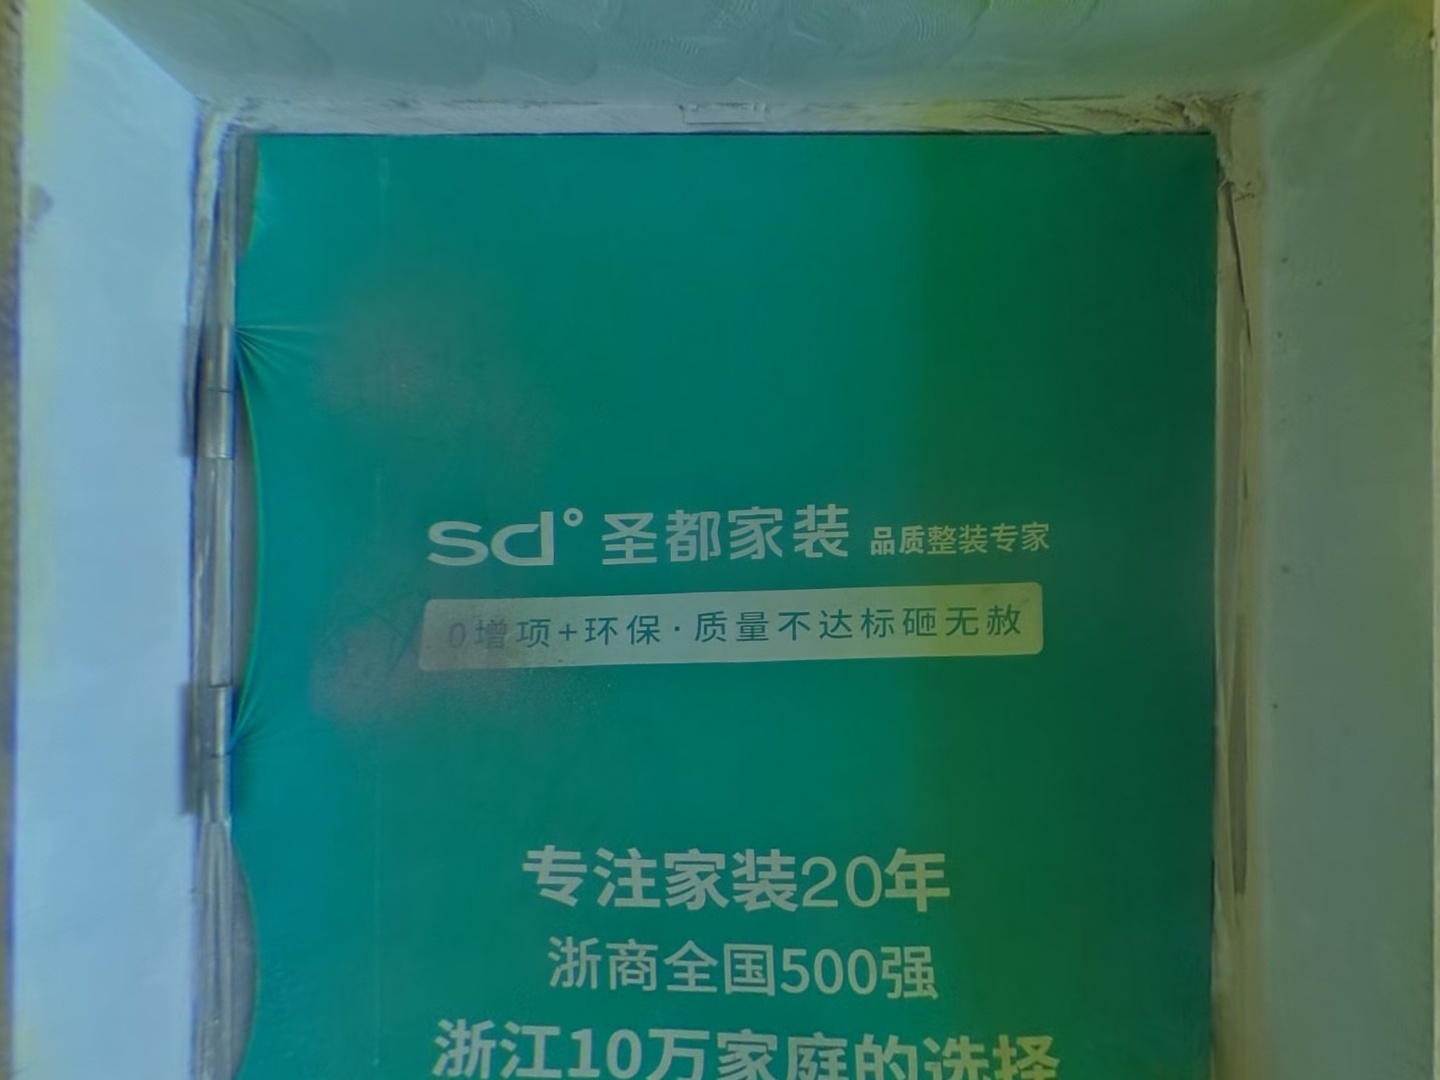 sd° 圣都家装 品质整装专家
0增项+环保·质量不达标砸无赦
专注家装20年
浙商全国500强
浙江10万家庭的选择